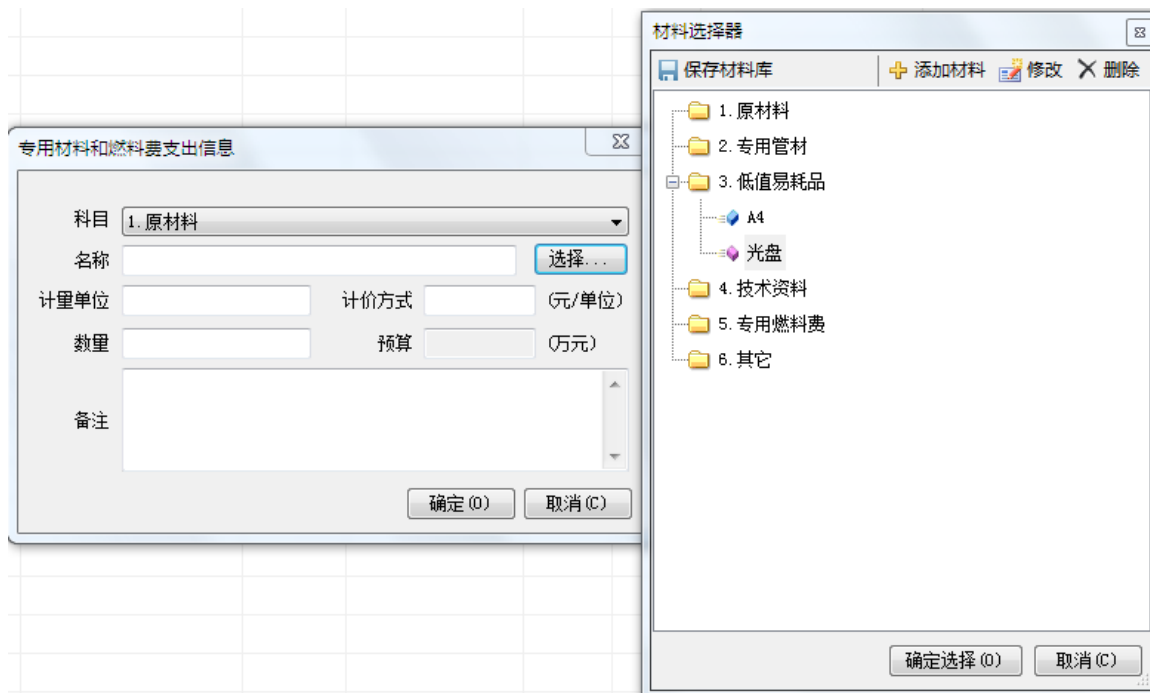 专用材料和燃料费支出信息
科目 1.原材料
名称 选择...
计量单位 计价方式 (元/单位)
数量 预算 (万元)
备注
确定(O) 取消(C)
材料选择器
保存材料库 添加材料 修改 删除
1.原材料
2.专用管材
3.低值易耗品
A4
光盘
4.技术资料
5.专用燃料费
6.其它
确定选择(O) 取消(C)